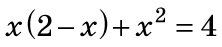 x(2−x)+x² = 4